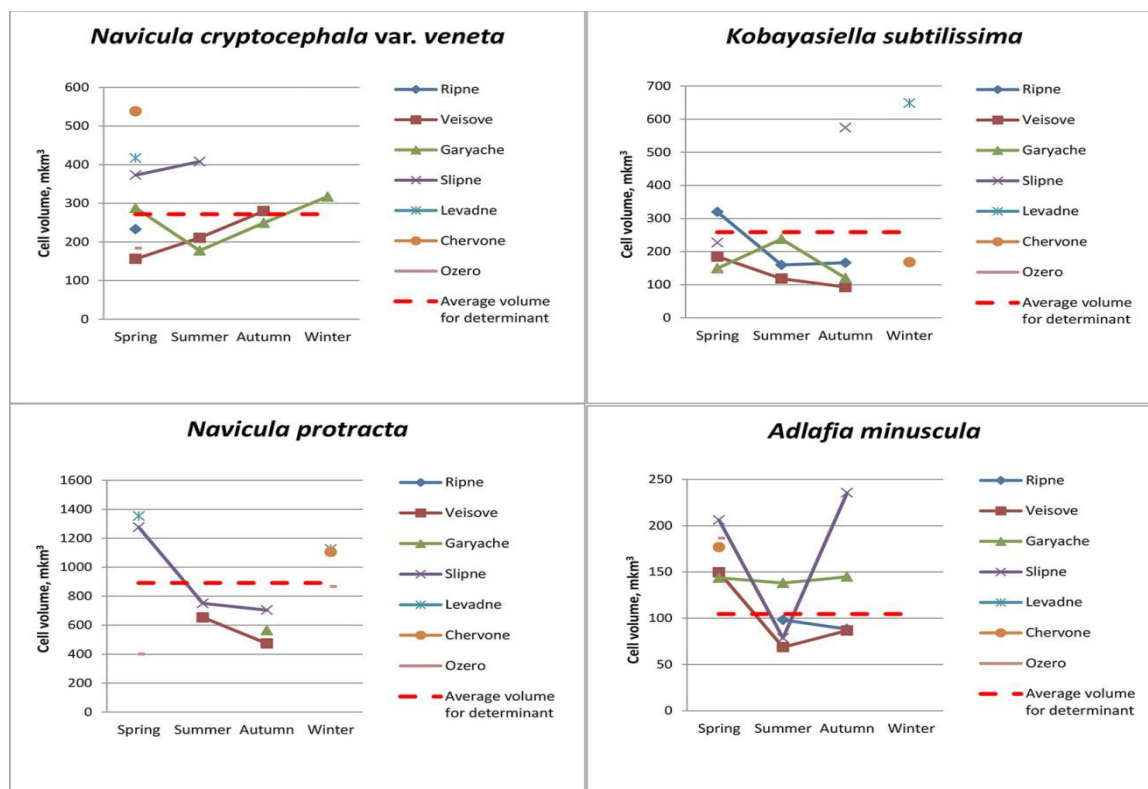 Navicula cryptocephala var. veneta
600
500
400
300
200
100
0
Cell volume, mkm³
Spring Summer Autumn Winter
Ripne
Veisove
Garyache
Slipne
Levadne
Chervone
Ozero
Average volume
for determinant
Kobayasiella subtilissima
700
600
500
400
300
200
100
0
Cell volume, mkm³
Spring Summer Autumn Winter
Ripne
Veisove
Garyache
Slipne
Levadne
Chervone
Ozero
Average volume
for determinant
Navicula protracta
1600
1400
1200
1000
800
600
400
200
0
Cell volume, mkm³
Spring Summer Autumn Winter
Ripne
Veisove
Garyache
Slipne
Levadne
Chervone
Ozero
Average volume
for determinant
Adlafia minuscula
250
200
150
100
50
0
Cell volume, mkm³
Spring Summer Autumn Winter
Ripne
Veisove
Garyache
Slipne
Levadne
Chervone
Ozero
Average volume
for determinant